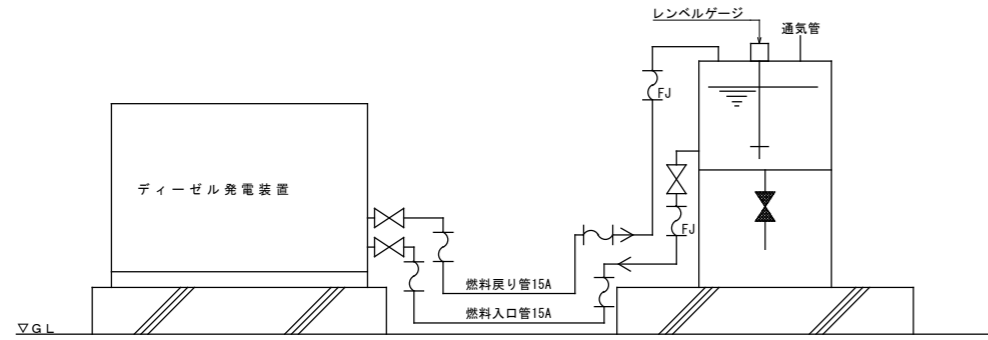 レンベルゲージ
通気管
FJ
ディーゼル発電装置
FJ
燃料戻り管15A
燃料入口管15A
▽GL